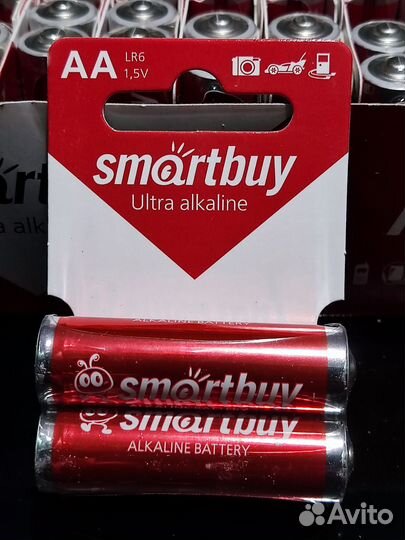 AA LR6
1,5V
smartbuy
Ultra alkaline
ALKALINE BATTERY
smartbuy
smartbuy
ALKALINE BATTERY
Avito